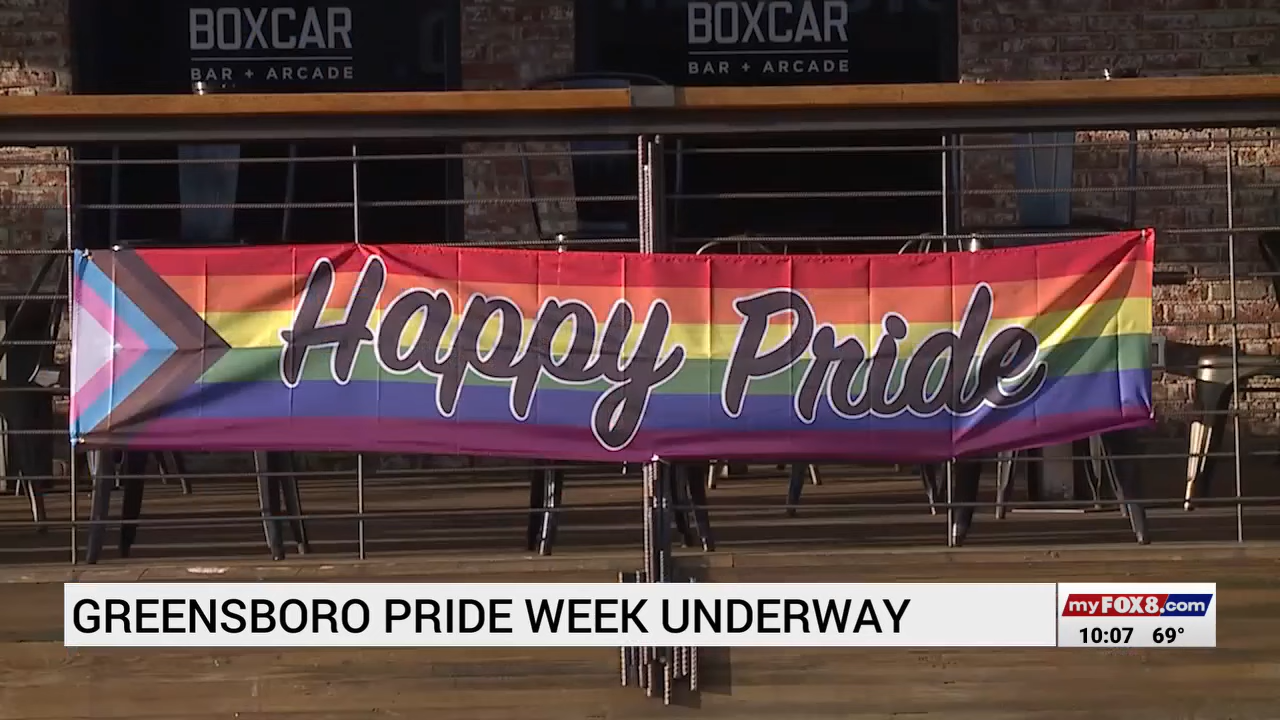 BOXCAR
BAR + ARCADE
BOXCAR
BAR + ARCADE
Happy Pride
GREENSBORO PRIDE WEEK UNDERWAY
myFOX8.com
10:07 69°